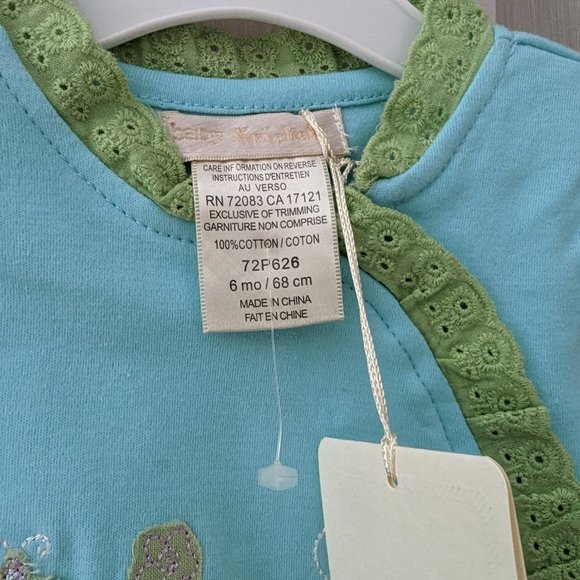 CARE INFORMATION ON REVERSE
INSTRUCTIONS D'ENTRETIEN
AU VERSO
RN 72083 CA 17121
EXCLUSIVE OF TRIMMING
GARNITURE NON COMPRISE
100%COTTON/COTON
72P626
6 mo/68 cm
MADE IN CHINA
FAIT EN CHINE